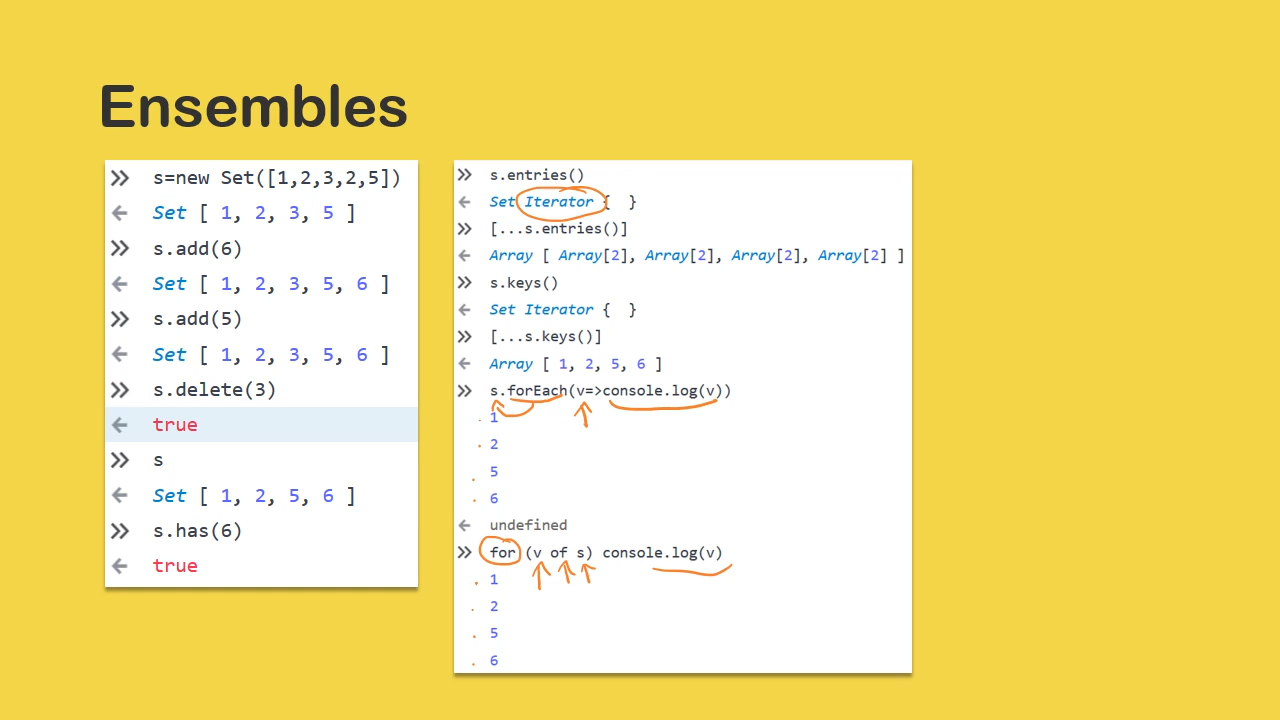 Ensembles
s=new Set([1,2,3,2,5])
Set [ 1, 2, 3, 5 ]
s.add(6)
Set [ 1, 2, 3, 5, 6 ]
s.add(5)
Set [ 1, 2, 3, 5, 6 ]
s.delete(3)
true
s
Set [ 1, 2, 5, 6 ]
s.has(6)
true
s.entries()
Set Iterator {  }
[...s.entries()]
Array [ Array[2], Array[2], Array[2], Array[2] ]
s.keys()
Set Iterator {  }
[...s.keys()]
Array [ 1, 2, 5, 6 ]
s.forEach(v=>console.log(v))
1
2
5
6
undefined
for (v of s) console.log(v)
1
2
5
6